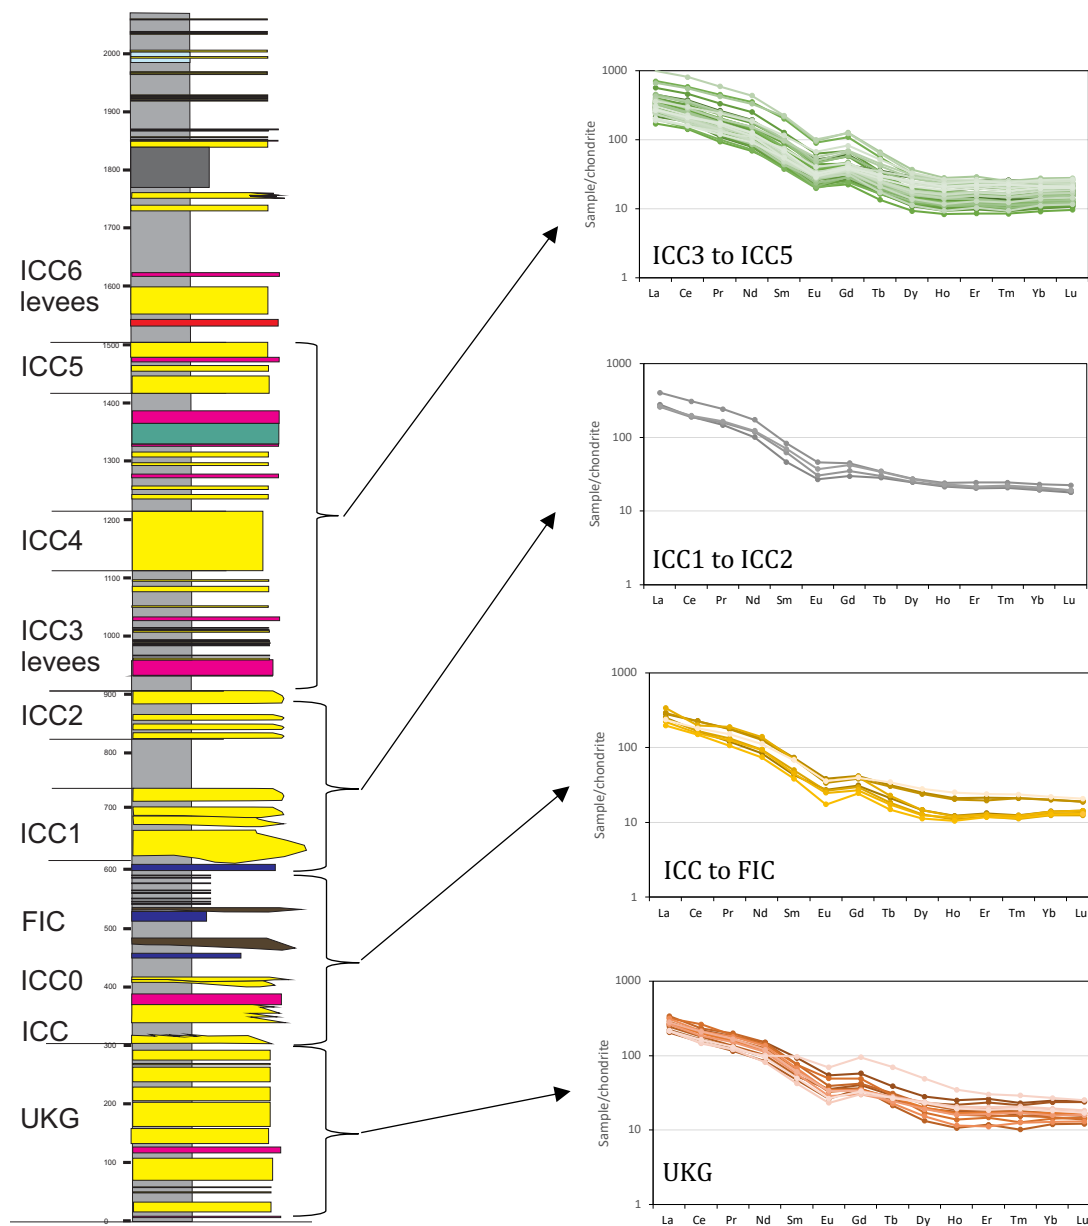 2000
1900
1800
1700
ICC6
levees
1600
1500
ICC5
1400
1300
1200
ICC4
1100
ICC3
levees
1000
900
ICC2
800
700
ICC1
600
FIC
500
ICC0
400
ICC
300
200
UKG
100
0
1000
100
10
1
Sample/chondrite
ICC3 to ICC5
La Ce Pr Nd Sm Eu Gd Tb Dy Ho Er Tm Yb Lu
1000
100
10
1
Sample/chondrite
ICC1 to ICC2
La Ce Pr Nd Sm Eu Gd Tb Dy Ho Er Tm Yb Lu
1000
100
10
1
Sample/chondrite
ICC to FIC
La Ce Pr Nd Sm Eu Gd Tb Dy Ho Er Tm Yb Lu
1000
100
10
1
Sample/chondrite
UKG
La Ce Pr Nd Sm Eu Gd Tb Dy Ho Er Tm Yb Lu